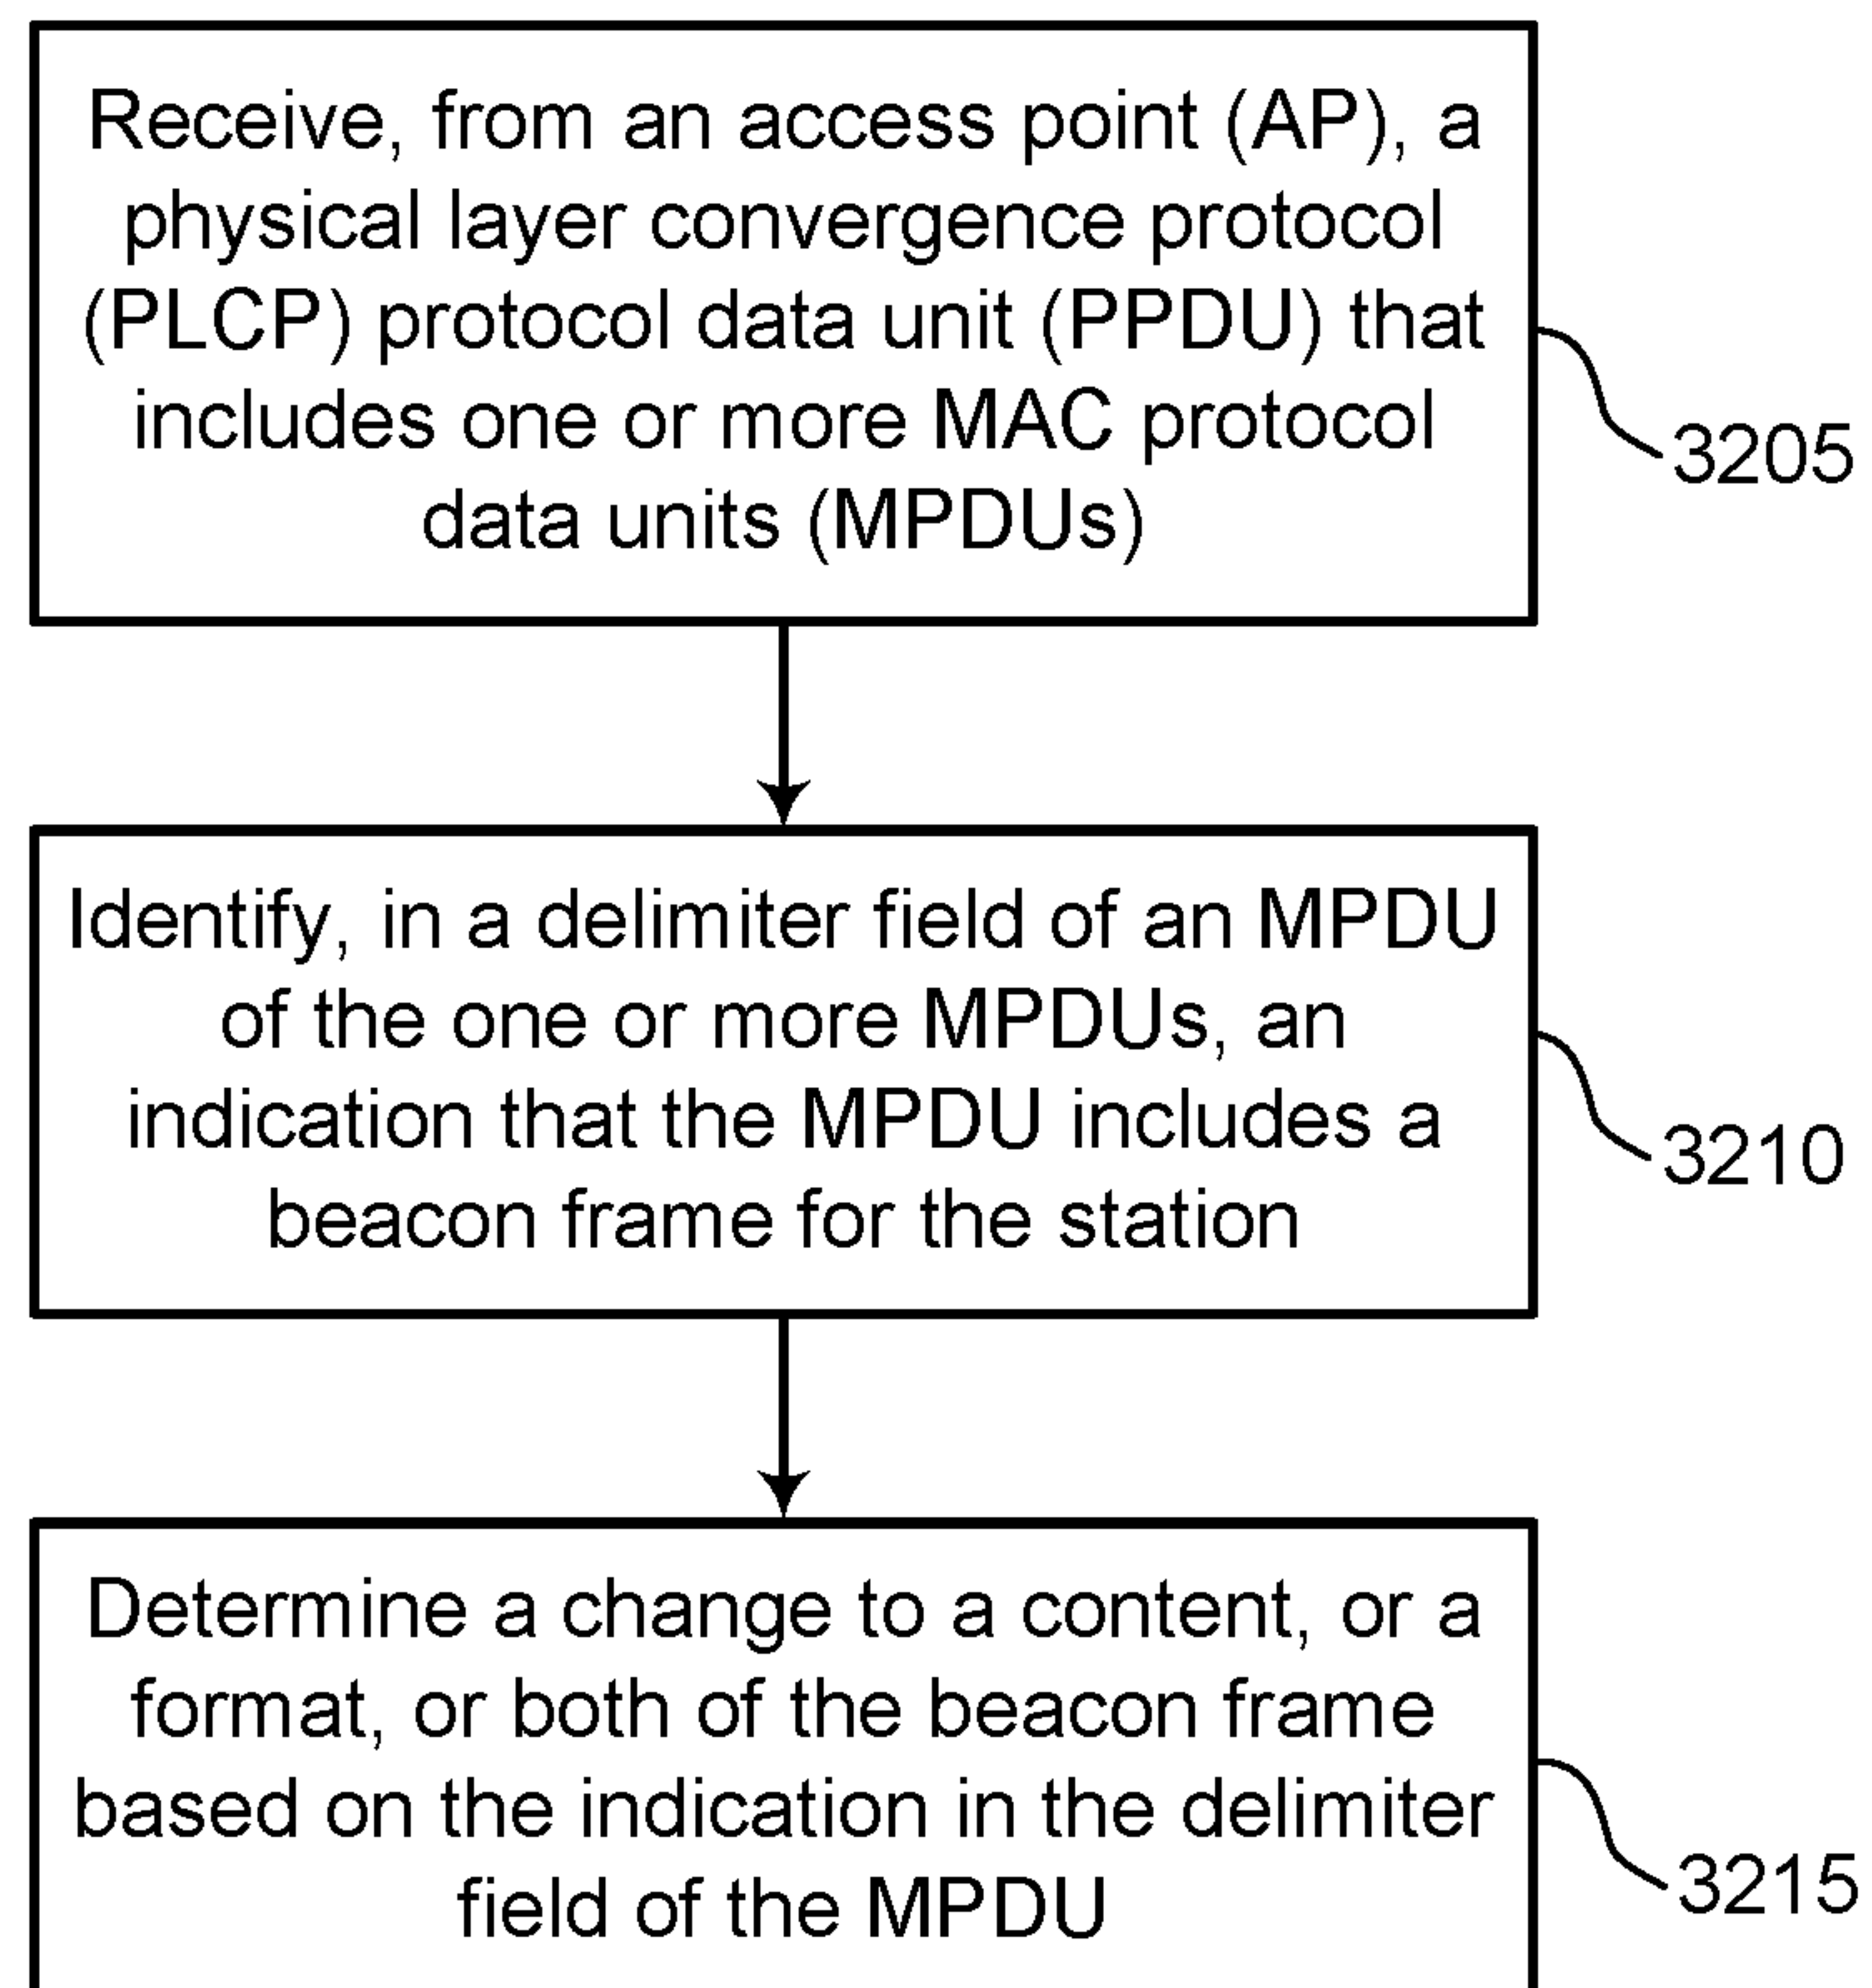 Receive, from an access point (AP), a
physical layer convergence protocol
(PLCP) protocol data unit (PPDU) that
includes one or more MAC protocol
data units (MPDUs)
3205
Identify, in a delimiter field of an MPDU
of the one or more MPDUs, an
indication that the MPDU includes a
beacon frame for the station
3210
Determine a change to a content, or a
format, or both of the beacon frame
based on the indication in the delimiter
field of the MPDU
3215